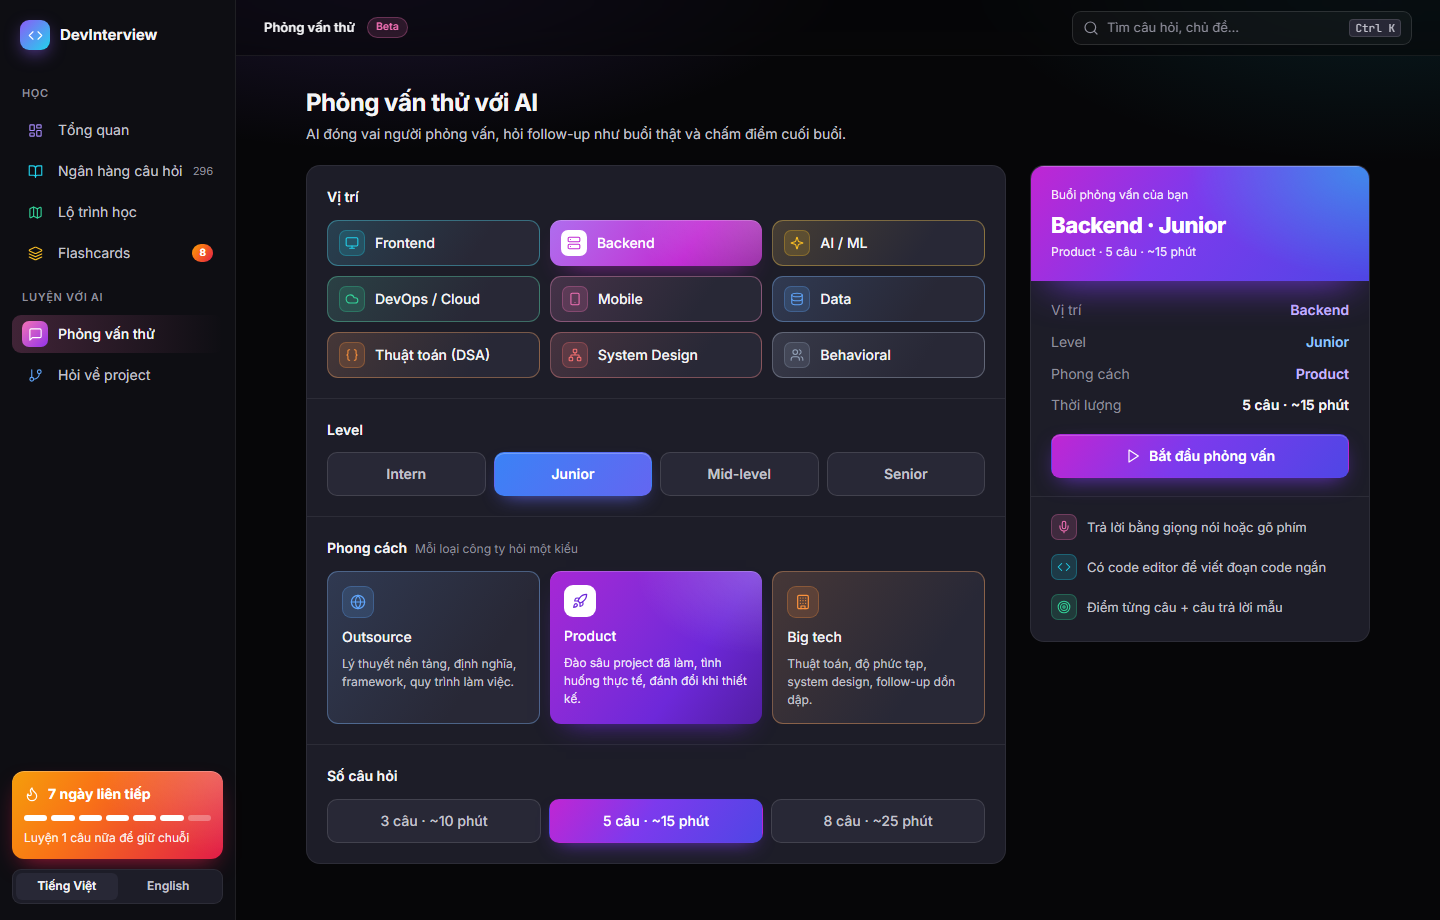 DevInterview
HỌC
Tổng quan
Ngân hàng câu hỏi 296
Lộ trình học
Flashcards 8
LUYỆN VỚI AI
Phỏng vấn thử
Hỏi về project
7 ngày liên tiếp
Luyện 1 câu nữa để giữ chuỗi
Tiếng Việt English
Phỏng vấn thử Beta
Tìm câu hỏi, chủ đề... Ctrl K
Phỏng vấn thử với AI
AI đóng vai người phỏng vấn, hỏi follow-up như buổi thật và chấm điểm cuối buổi.
Vị trí
Frontend Backend AI / ML
DevOps / Cloud Mobile Data
Thuật toán (DSA) System Design Behavioral
Level
Intern Junior Mid-level Senior
Phong cách Mỗi loại công ty hỏi một kiểu
Outsource
Lý thuyết nền tảng, định nghĩa,
framework, quy trình làm việc.
Product
Đào sâu project đã làm, tình
huống thực tế, đánh đổi khi thiết
kế.
Big tech
Thuật toán, độ phức tạp,
system design, follow-up dồn
dập.
Số câu hỏi
3 câu · ~10 phút 5 câu · ~15 phút 8 câu · ~25 phút
Buổi phỏng vấn của bạn
Backend · Junior
Product · 5 câu · ~15 phút
Vị trí Backend
Level Junior
Phong cách Product
Thời lượng 5 câu · ~15 phút
Bắt đầu phỏng vấn
Trả lời bằng giọng nói hoặc gõ phím
Có code editor để viết đoạn code ngắn
Điểm từng câu + câu trả lời mẫu